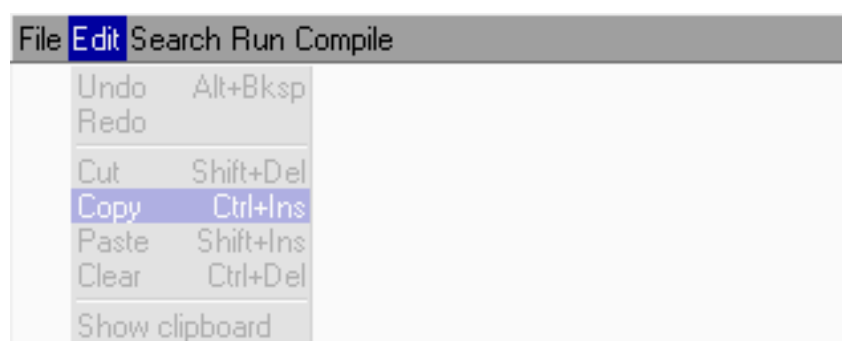 File Edit Search Run Compile
Undo Alt+Bksp
Redo
Cut Shift+Del
Copy Ctrl+Ins
Paste Shift+Ins
Clear Ctrl+Del
Show clipboard